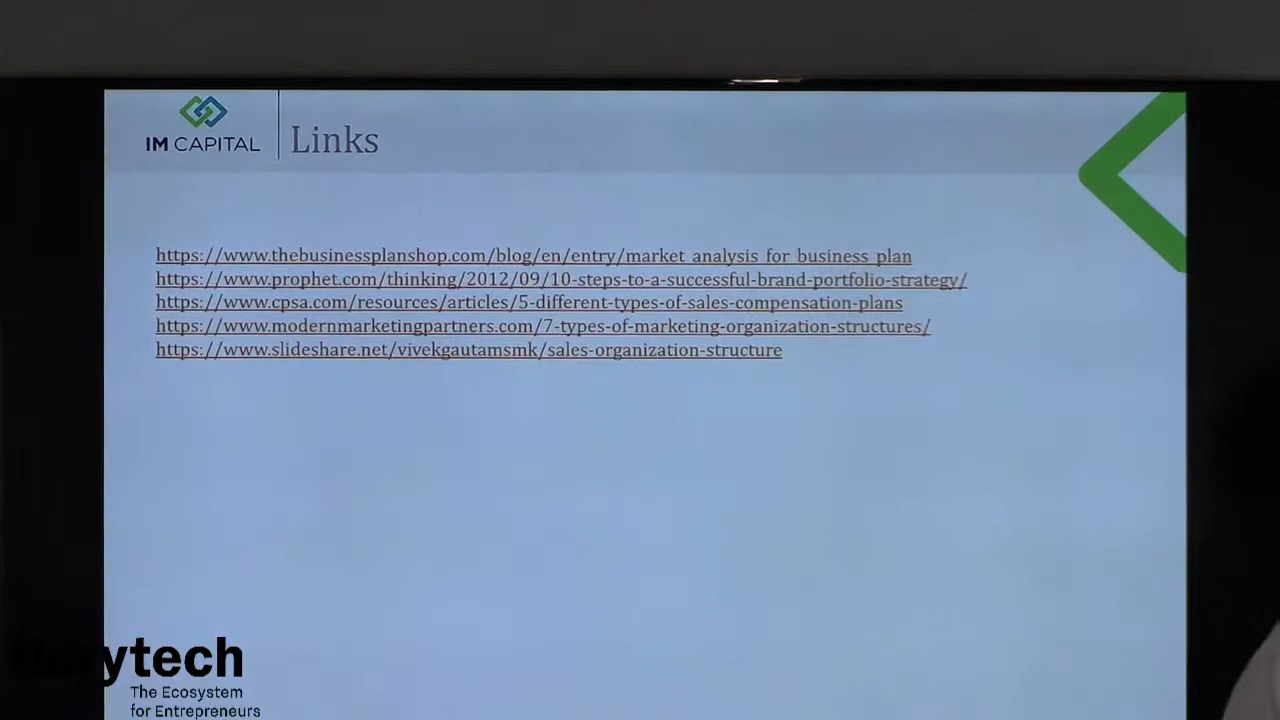 IM CAPITAL
Links
https://www.thebusinessplanshop.com/blog/en/entry/market_analysis_for_business_plan
https://www.prophet.com/thinking/2012/09/10-steps-to-a-successful-brand-portfolio-strategy/
https://www.cpsa.com/resources/articles/5-different-types-of-sales-compensation-plans
https://www.modernmarketingpartners.com/7-types-of-marketing-organization-structures/
https://www.slideshare.net/vivekgautamsmk/sales-organization-structure
The Ecosystem
for Entrepreneurs